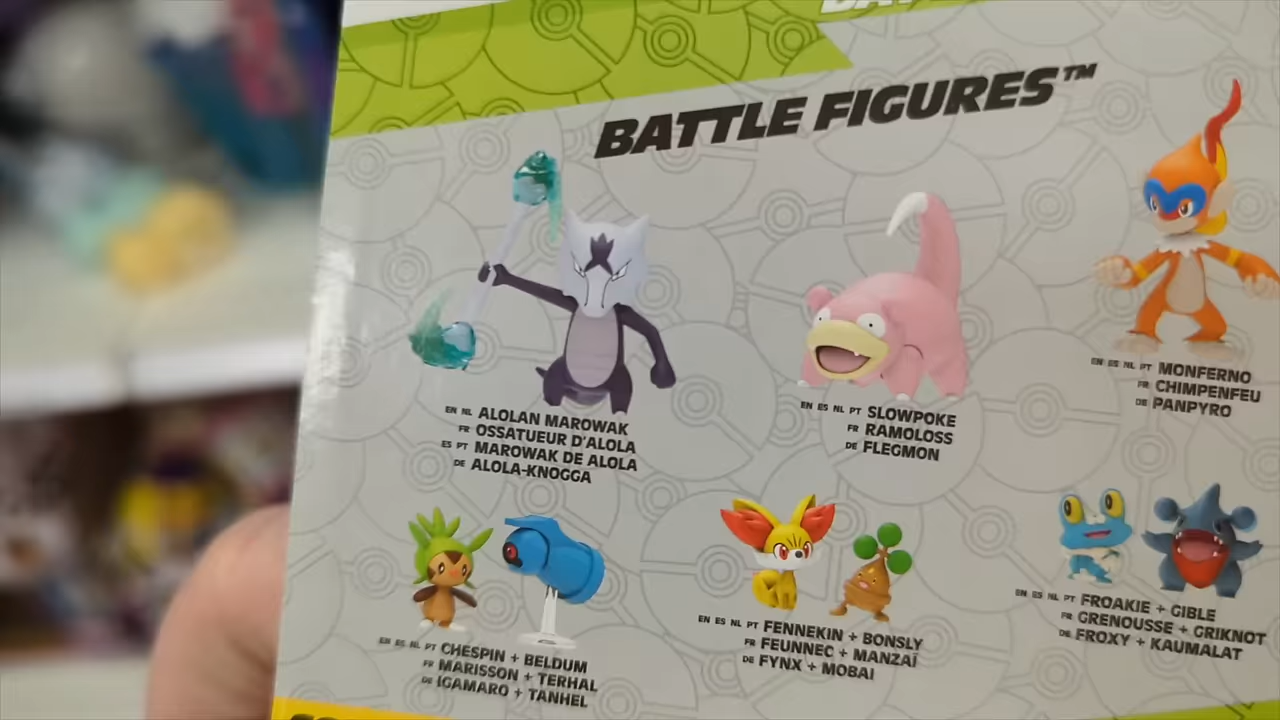 BATTLE FIGURES™
EN NL ALOLAN MAROWAK
FR OSSATUEUR D'ALOLA
ES PT MAROWAK DE ALOLA
DE ALOLA-KNOGGA
EN ES NL PT SLOWPOKE
FR RAMOLOSS
DE FLEGMON
EN ES NL PT MONFERNO
FR CHIMPENFEU
DE PANPYRO
EN ES NL PT CHESPIN + BELDUM
FR MARISSON + TERHAL
DE IGAMARO + TANHEL
EN ES NL PT FENNEKIN + BONSLY
FR FEUNNEC + MANZAÏ
DE FYNX + MOBAI
EN ES NL PT FROAKIE + GIBLE
FR GRENOUSSE + GRIKNOT
DE FROXY + KAUMALAT